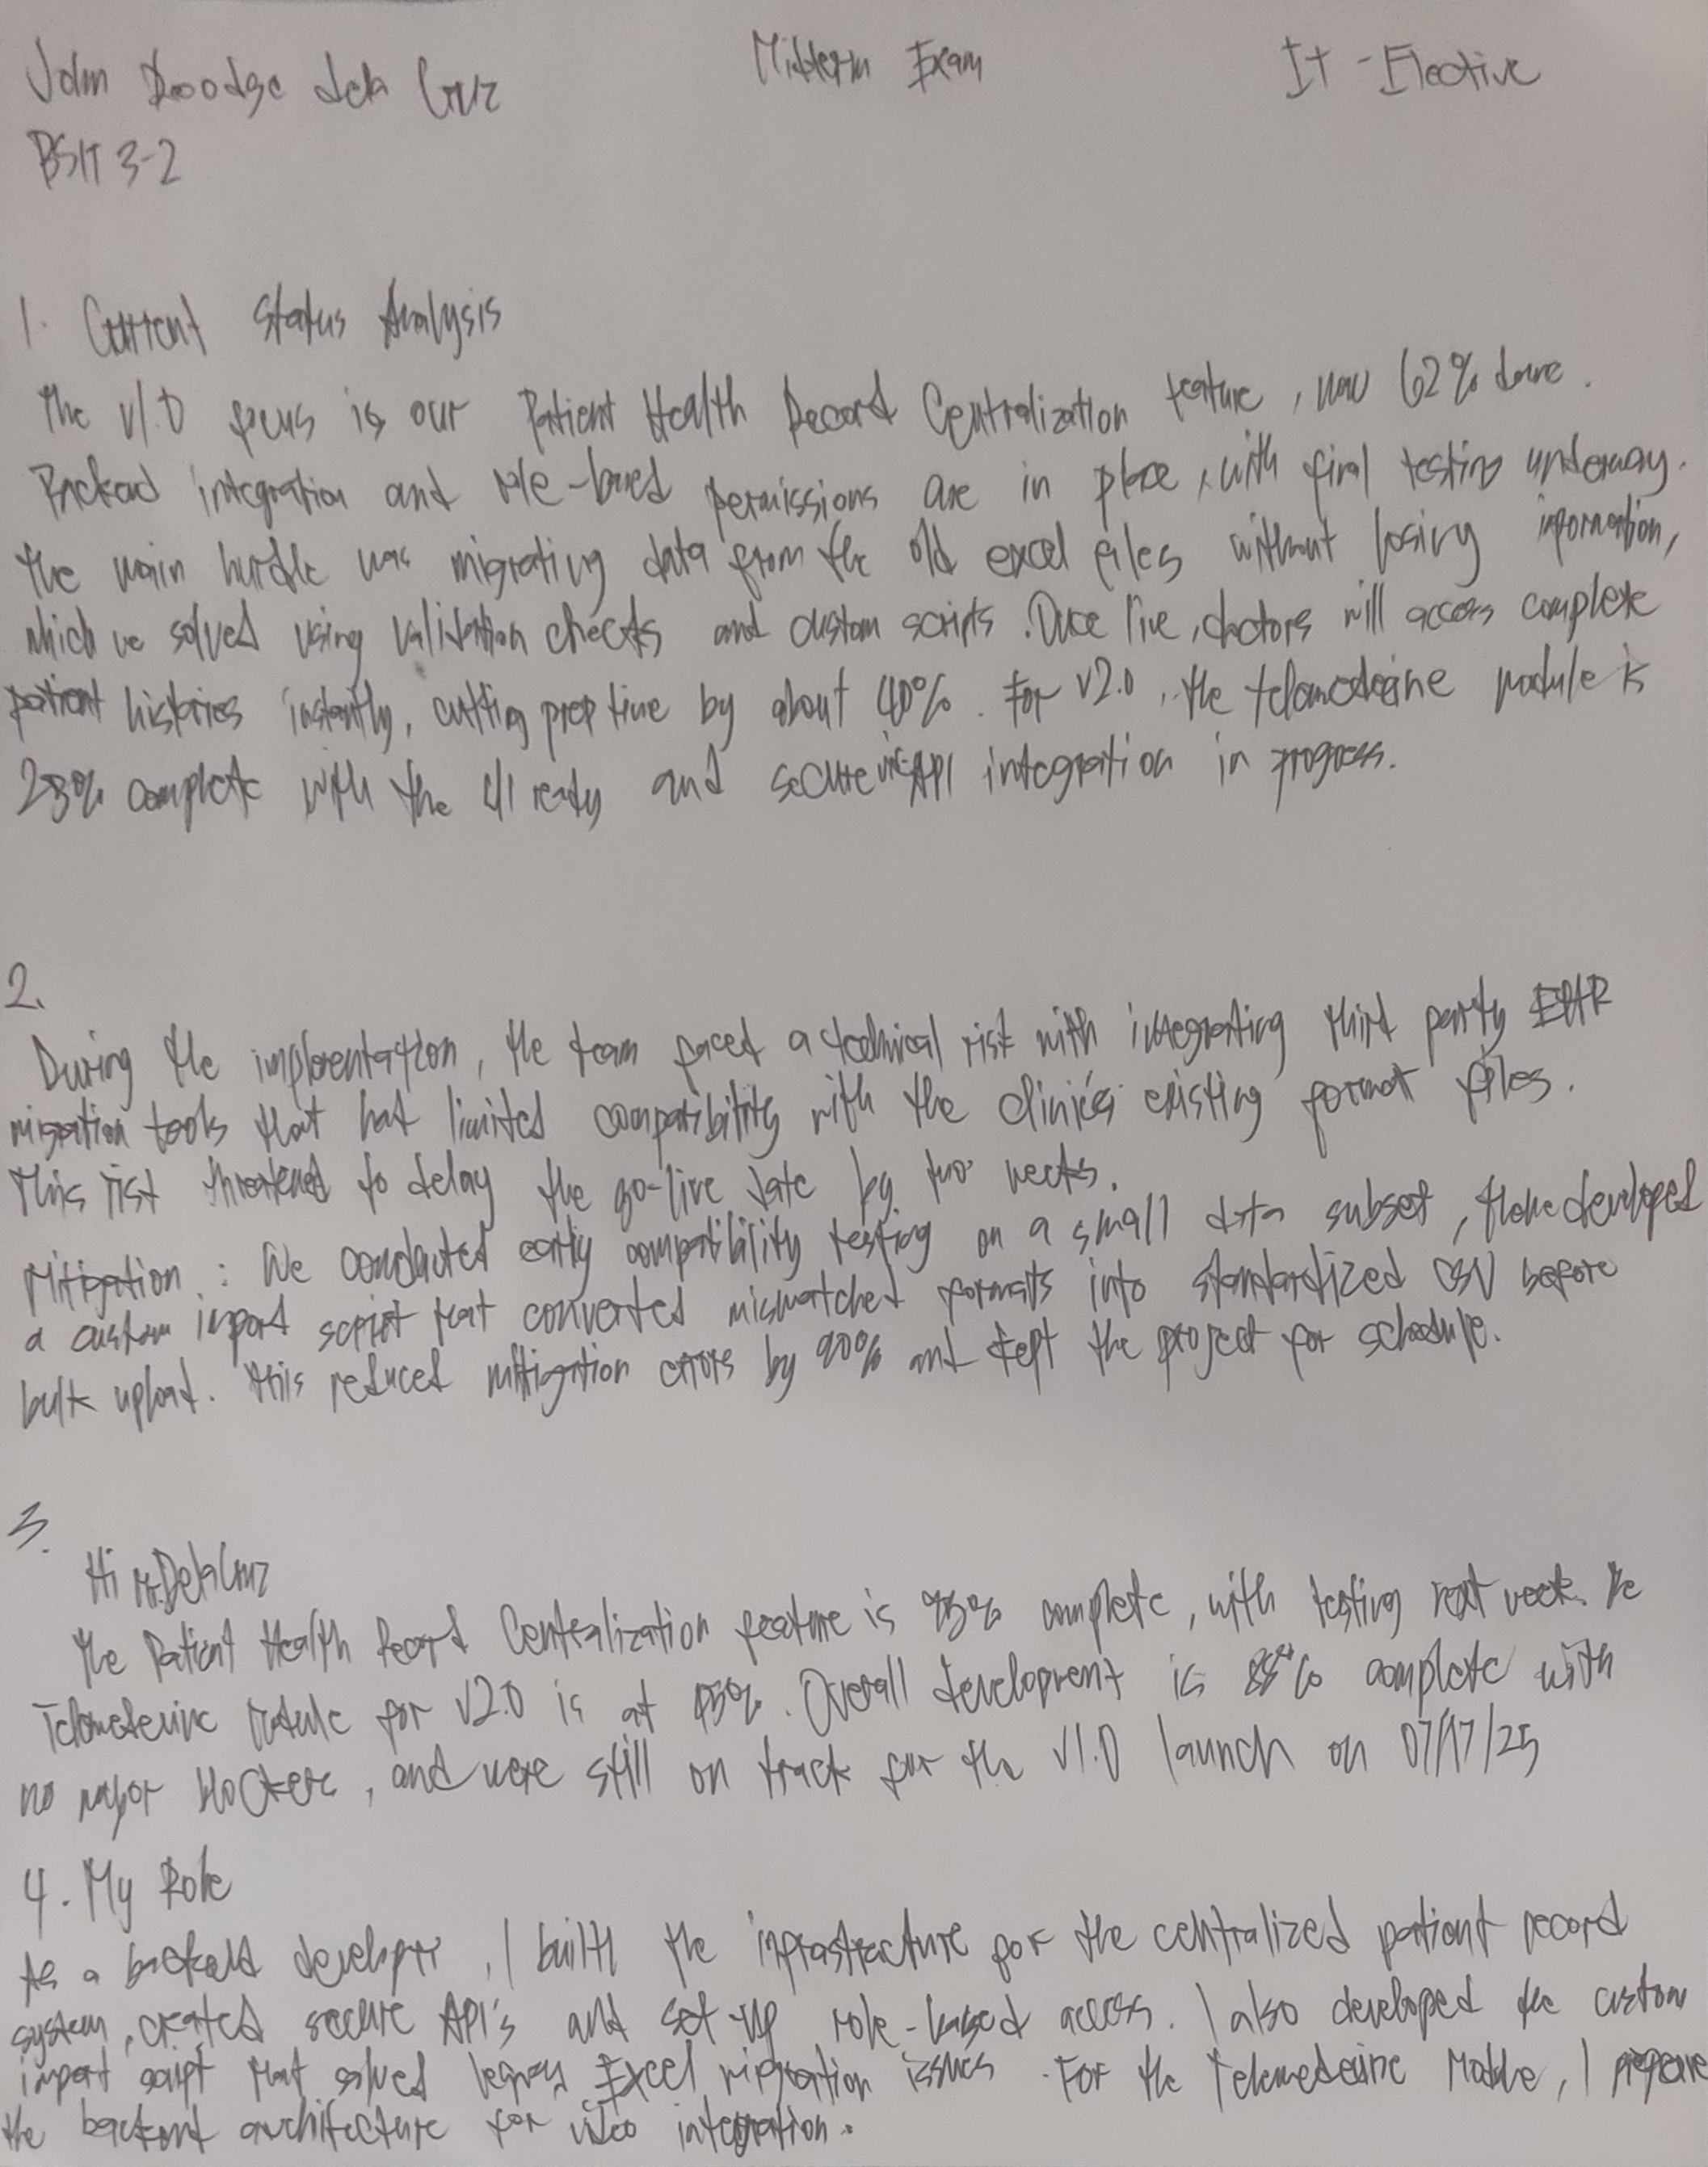 John Doodge dela Cruz
Midterm Exam
IT - Elective
BSIT 3-2
1. Current Status Analysis
The v1.0 focus is our Patient Health Record Centralization feature, now 62% done.
Backend integration and role-based permissions are in place, with final testing underway.
the main hurdle was migrating data from the old excel files without losing information,
which we solved using validation checks and custom scripts. Once live, doctors will access complete
patient histories instantly, cutting prep time by about 40%. For v2.0, the telemedicine module is
23% complete with the UI ready and secure API integration in progress.
2.
During the implementation, the team faced a technical risk with integrating third party EHR
migration tools that had limited compatibility with the clinic's existing format files.
This risk threatened to delay the go-live date by two weeks.
Mitigation : We conducted early compatibility testing on a small data subset, developed
a custom import script that converted mismatched formats into standardized CSV before
bulk upload. This reduced mitigation errors by 90% and kept the project for schedule.
3.
Hi Mr. Dela Cruz
The Patient Health Record Centralization feature is % complete, with testing next week. The
Telemedecine Module for v2.0 is at %. Overall development is % complete with
no major blockers, and were still on track for the v1.0 launch on 07/17/25
4. My Role
As a backend developer, I built the infrastructure for the centralized patient record
system, created secure API's and set-up role-based access. I also developed the custom
import script that solved legacy Excel migration issues. For the Telemedecine Module, I prepare
the backend architecture for video integration.